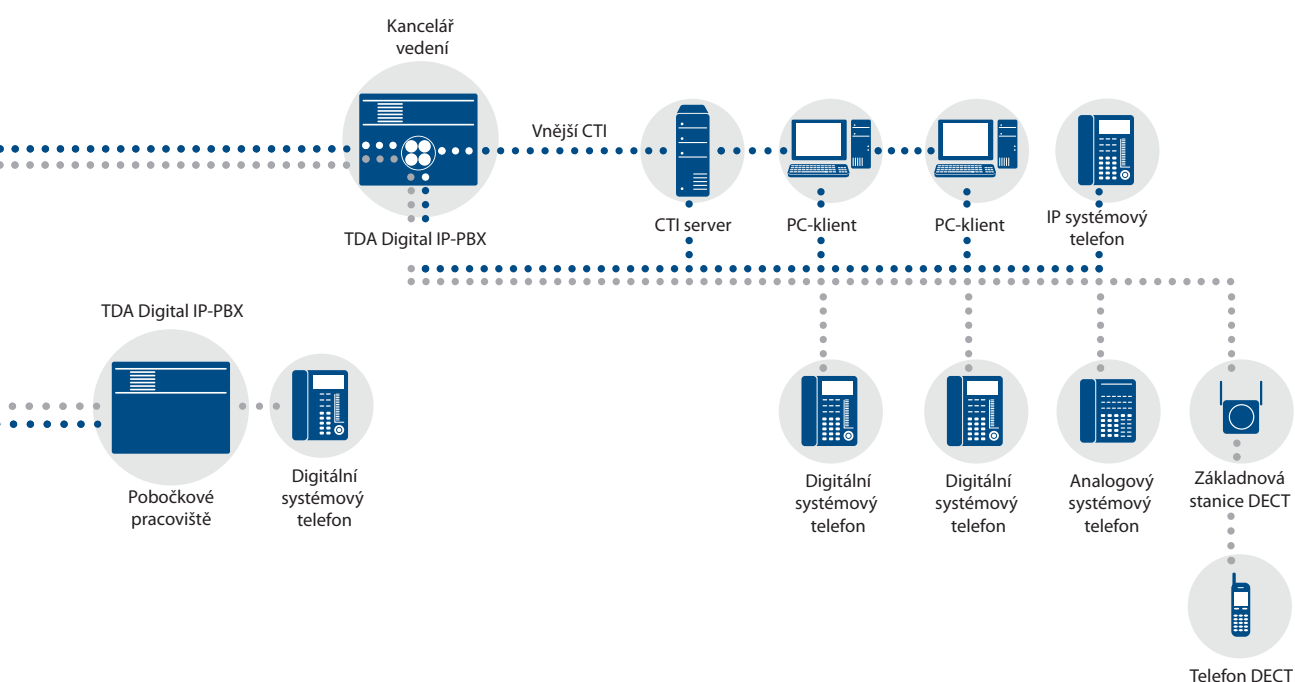 Kancelář
vedení
Vnější CTI
TDA Digital IP-PBX
CTI server
PC-klient
PC-klient
IP systémový
telefon
TDA Digital IP-PBX
Pobočkové
pracoviště
Digitální
systémový
telefon
Digitální
systémový
telefon
Digitální
systémový
telefon
Analogový
systémový
telefon
Základnová
stanice DECT
Telefon DECT